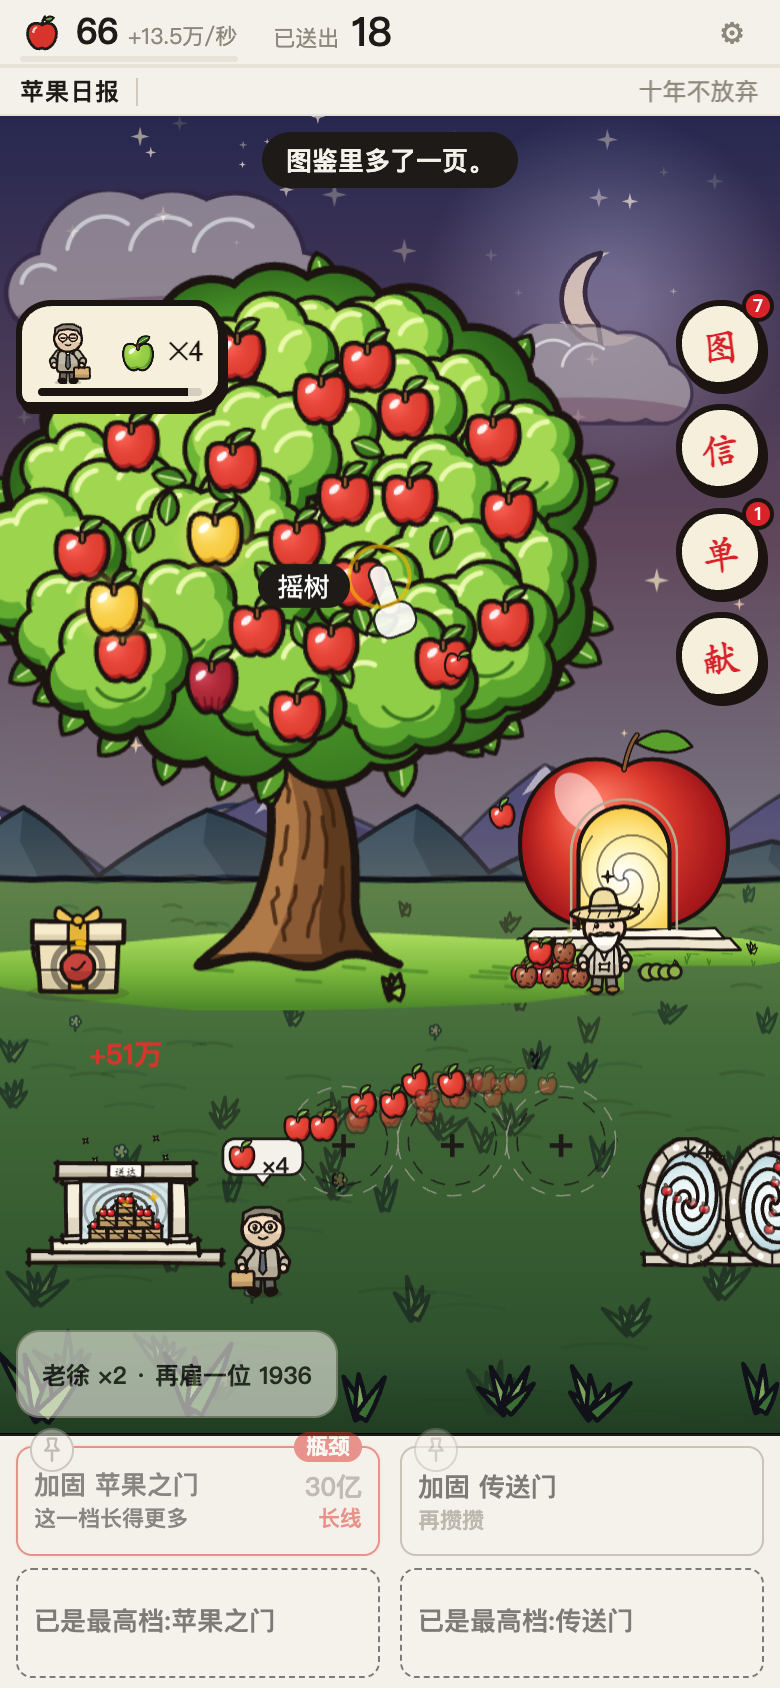 66 +13.5万/秒 已送出 18
苹果日报 十年不放弃
图鉴里多了一页。
×4
7
图
信
1
单
献
摇树
+51万
送达
×4
×4
老徐 ×2 · 再雇一位 1936
瓶颈
加固 苹果之门 30亿
这一档长得更多 长线
加固 传送门
再攒攒
已是最高档:苹果之门
已是最高档:传送门